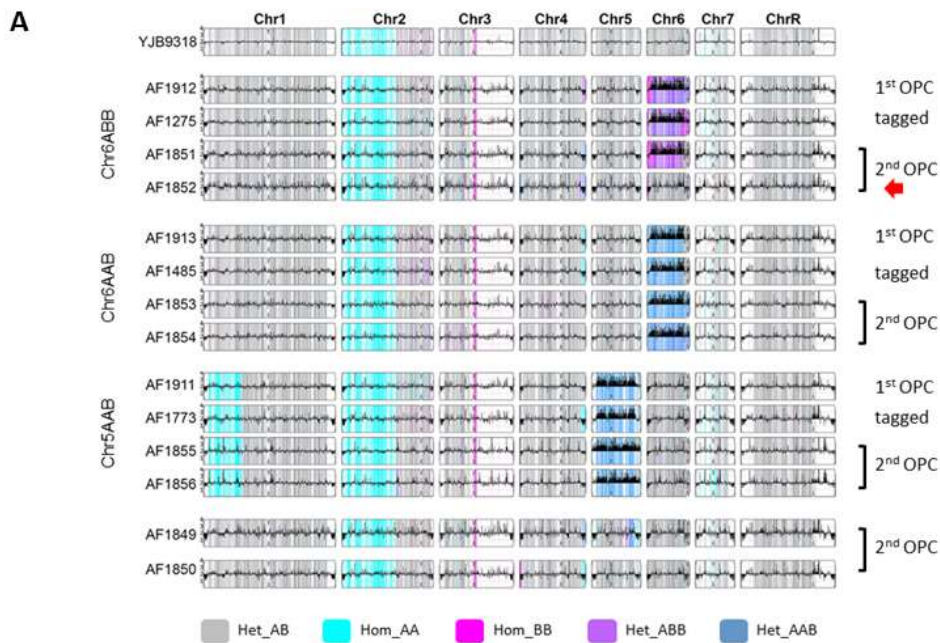 A
Chr1 Chr2 Chr3 Chr4 Chr5 Chr6 Chr7 ChrR
YJB9318
Chr6ABB
AF1912 1st OPC
AF1275 tagged
AF1851
2nd OPC
AF1852
Chr6AAB
AF1913 1st OPC
AF1485 tagged
AF1853
2nd OPC
AF1854
Chr5AAB
AF1911 1st OPC
AF1773 tagged
AF1855
2nd OPC
AF1856
AF1849
2nd OPC
AF1850
Het_AB Hom_AA Hom_BB Het_ABB Het_AAB